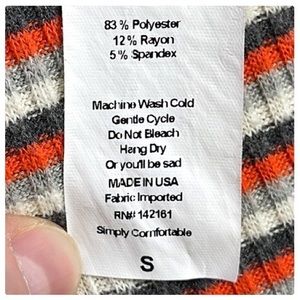 83% Polyester
12% Rayon
5% Spandex
Machine Wash Cold
Gentle Cycle
Do Not Bleach
Hang Dry
Or you'll be sad
MADE IN USA
Fabric Imported
RN# 142161
Simply Comfortable
S